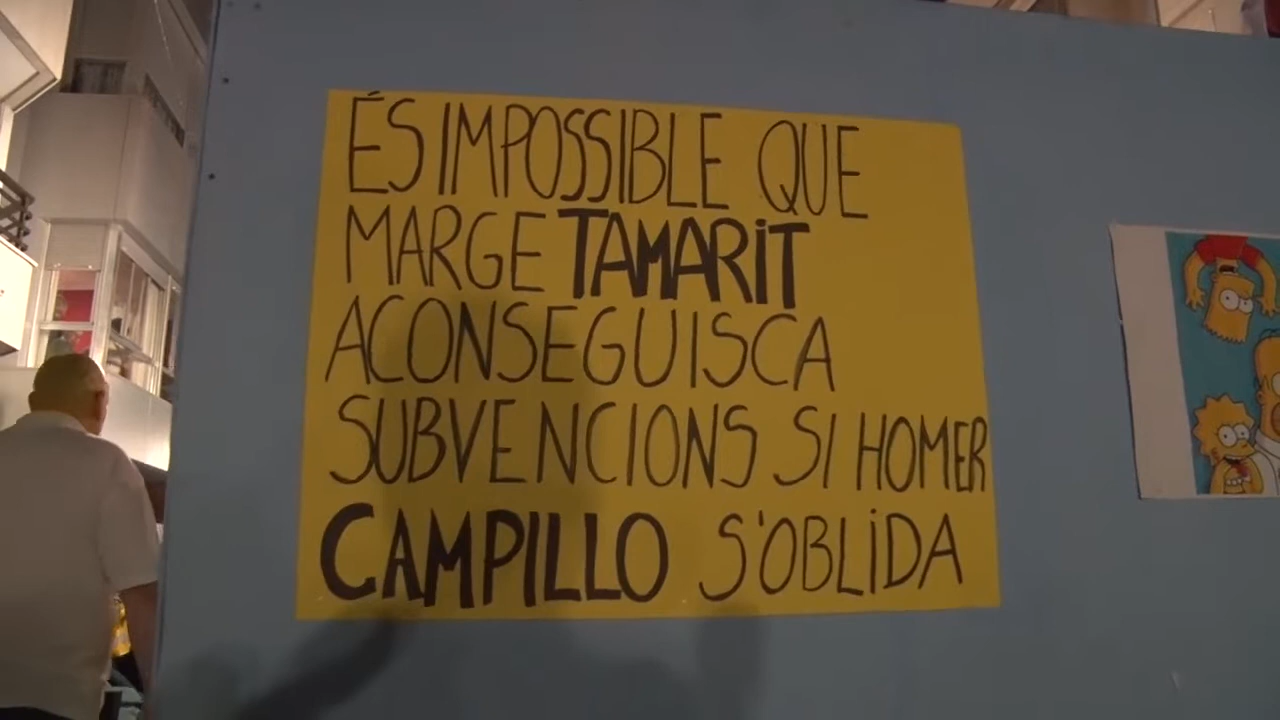 ÉS IMPOSSIBLE QUE
MARGE TAMARIT
ACONSEGUISCA
SUBVENCIONS SI HOMER
CAMPILLO S'OBLIDA